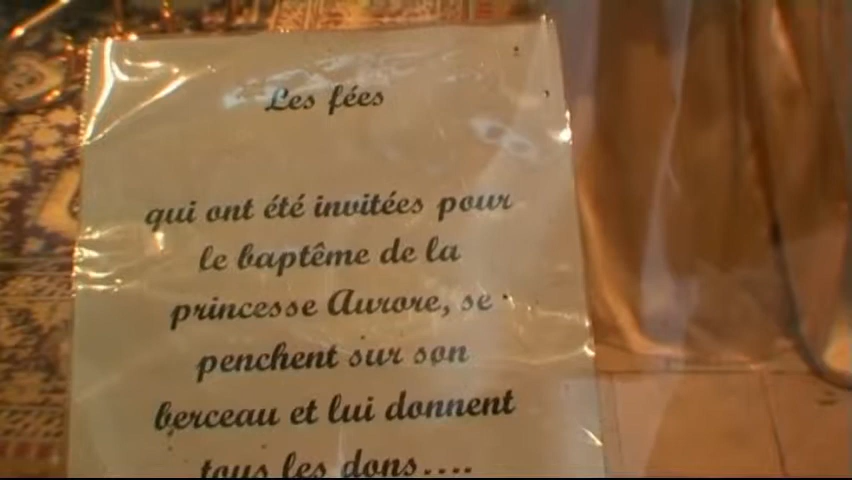 Les fées
qui ont été invitées pour
le baptême de la
princesse Aurore, se
penchent sur son
berceau et lui donnent
tous les dons....